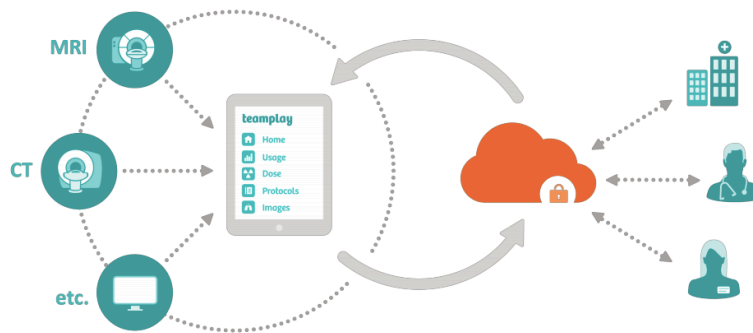 MRI
CT
etc.
teamplay
Home
Usage
Dose
Protocols
Images